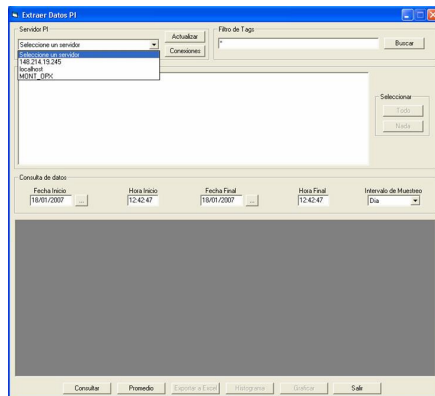 Extraer Datos PI
Servidor PI
Seleccione un servidor
Actualizar
Conexiones
Seleccione un servidor
148.214.19.245
localhost
MONT_OPX
Filtro de Tags
*
Buscar
Seleccionar
Todo
Nada
Consulta de datos
Fecha Inicio
Hora Inicio
Fecha Final
Hora Final
Intervalo de Muestreo
18/01/2007
...
12:42:47
18/01/2007
...
12:42:47
Dia
Consultar
Promedio
Exportar a Excel
Histograma
Graficar
Salir